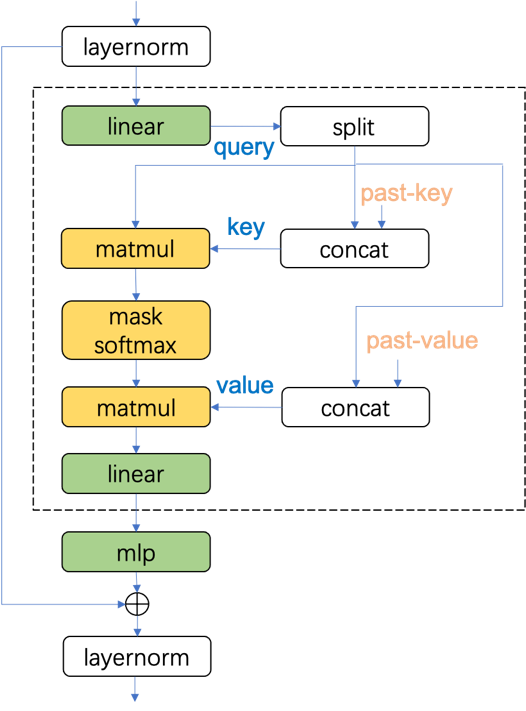 layernorm
linear
split
query
past-key
key
matmul
concat
mask
softmax
past-value
value
matmul
concat
linear
mlp
layernorm